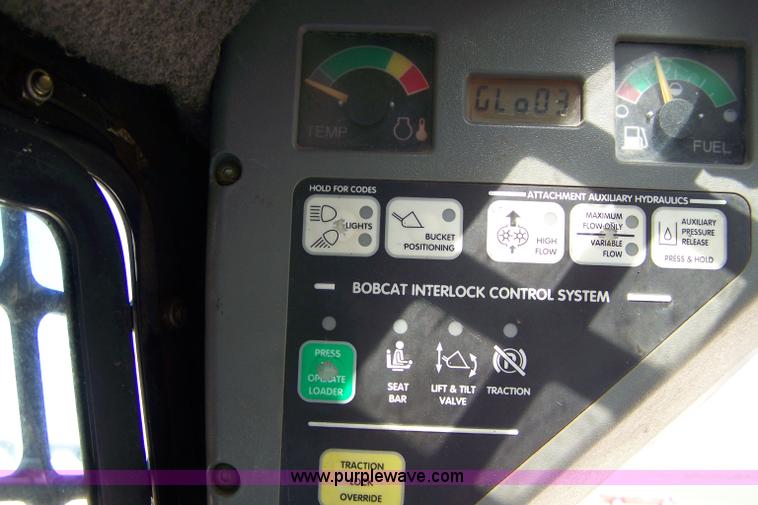 TEMP
GLo03
FUEL
HOLD FOR CODES
ATTACHMENT AUXILIARY HYDRAULICS
LIGHTS
BUCKET
POSITIONING
HIGH
FLOW
MAXIMUM
FLOW ONLY
VARIABLE
FLOW
AUXILIARY
PRESSURE
RELEASE
PRESS & HOLD
BOBCAT INTERLOCK CONTROL SYSTEM
PRESS
OPERATE
LOADER
SEAT
BAR
LIFT & TILT
VALVE
TRACTION
TRACTION
LOCK
OVERRIDE
www.purplewave.com